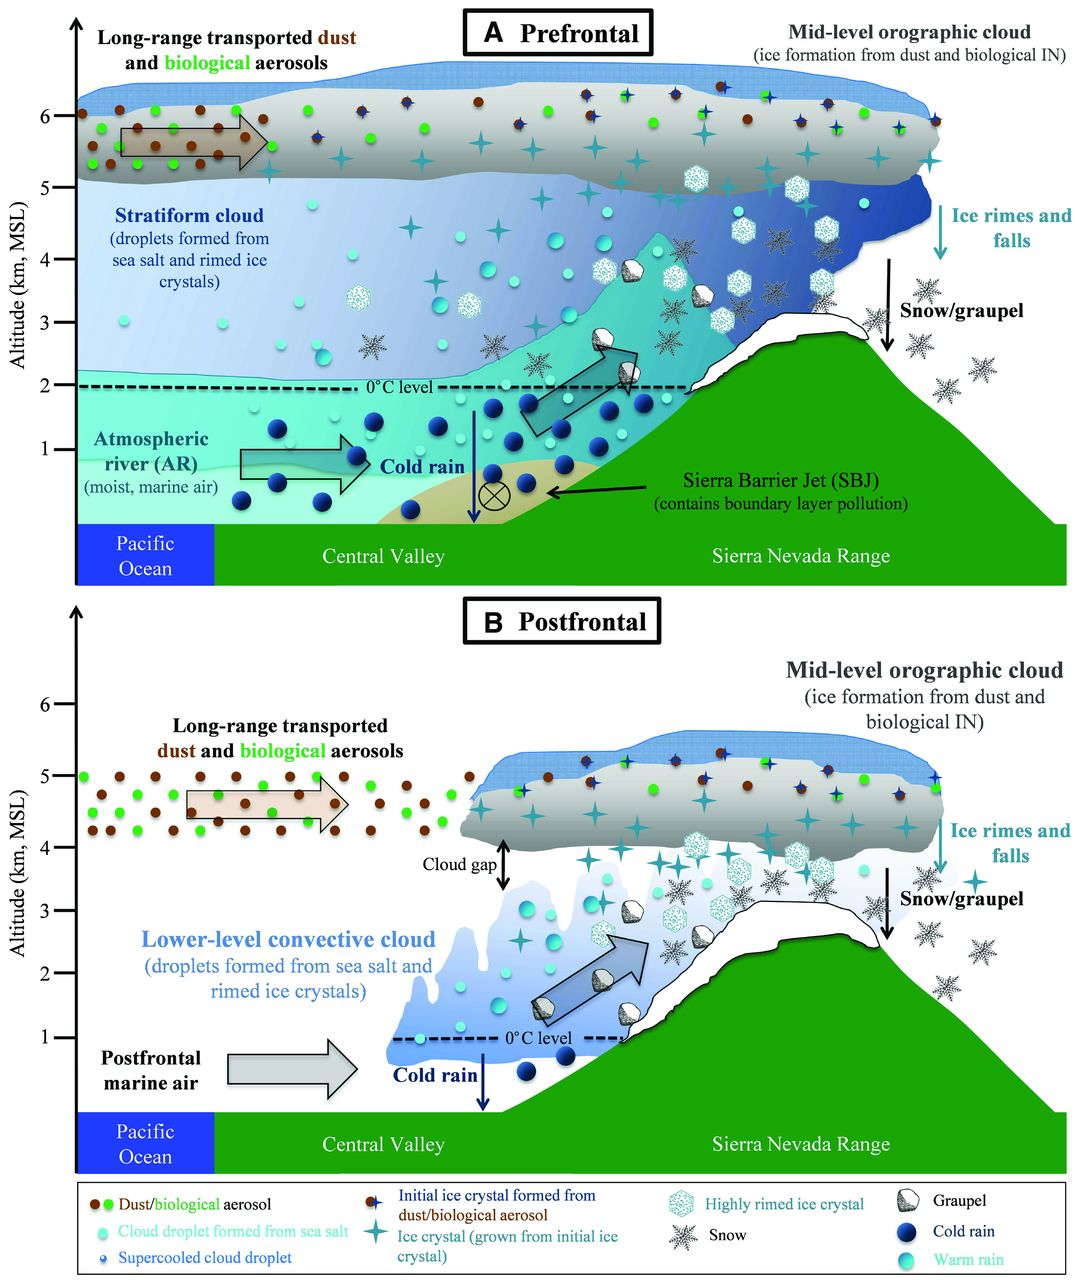 A Prefrontal
Long-range transported dust
and biological aerosols
Mid-level orographic cloud
(ice formation from dust and biological IN)
Altitude (km, MSL)
6
5
4
3
2
1
Stratiform cloud
(droplets formed from
sea salt and rimed ice
crystals)
Ice rimes and
falls
Snow/graupel
0°C level
Atmospheric
river (AR)
(moist, marine air)
Cold rain
Sierra Barrier Jet (SBJ)
(contains boundary layer pollution)
Pacific
Ocean
Central Valley
Sierra Nevada Range
B Postfrontal
Mid-level orographic cloud
(ice formation from dust and
biological IN)
Long-range transported
dust and biological aerosols
Altitude (km, MSL)
6
5
4
3
2
1
Cloud gap
Ice rimes and
falls
Snow/graupel
Lower-level convective cloud
(droplets formed from sea salt and
rimed ice crystals)
0°C level
Postfrontal
marine air
Cold rain
Pacific
Ocean
Central Valley
Sierra Nevada Range
Dust/biological aerosol
Cloud droplet formed from sea salt
Supercooled cloud droplet
Initial ice crystal formed from
dust/biological aerosol
Ice crystal (grown from initial ice
crystal)
Highly rimed ice crystal
Snow
Graupel
Cold rain
Warm rain